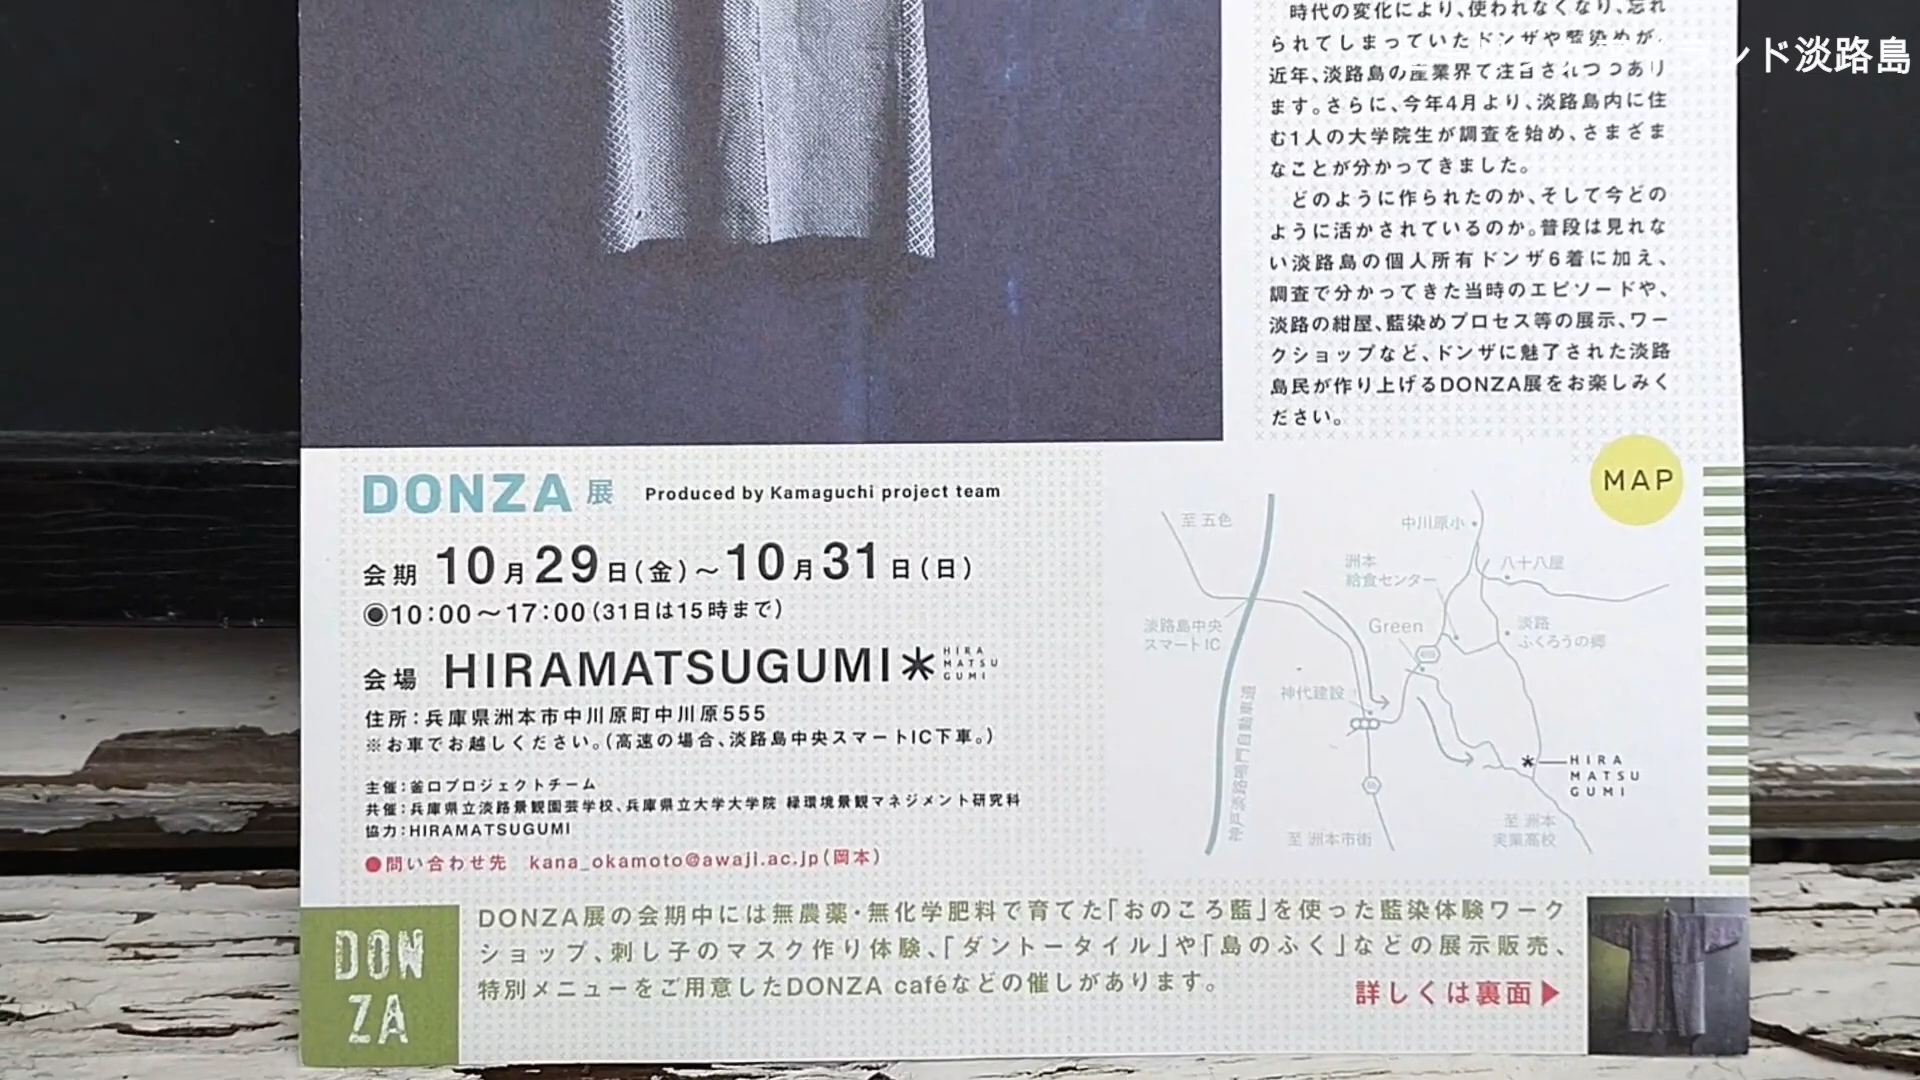 時代の変化により、使われなくなり、忘れ
られてしまっていたドンザや藍染めが、
近年、淡路島の産業界で注目されつつあり
ます。さらに、今年4月より、淡路島内に住
む1人の大学院生が調査を始め、さまざま
なことが分かってきました。
どのように作られたのか、そして今どの
ように活かされているのか。普段は見れな
い淡路島の個人所有ドンザ6着に加え、
調査で分かってきた当時のエピソードや、
淡路の紺屋、藍染めプロセス等の展示、ワー
クショップなど、ドンザに魅了された淡路
島民が作り上げるDONZA展をお楽しみく
ださい。
ンド淡路島
DONZA展 Produced by Kamaguchi project team
会期 10月29日(金)~10月31日(日)
◉10:00~17:00(31日は15時まで)
会場 HIRAMATSUGUMI* HIRA
MATSU
GUMI
住所:兵庫県洲本市中川原町中川原555
※お車でお越しください。(高速の場合、淡路島中央スマートIC下車。)
主催:釜口プロジェクトチーム
共催:兵庫県立淡路景観園芸学校、兵庫県立大学大学院 緑環境景観マネジメント研究科
協力:HIRAMATSUGUMI
●問い合わせ先 kana_okamoto@awaji.ac.jp(岡本)
MAP
至 五色
中川原小
洲本
給食センター
八十八屋
淡路島中央
スマートIC
Green
淡路
ふくろうの郷
神代建設
神戸淡路鳴門自動車道
* HIRA
MATSU
GUMI
至 洲本市街
至 洲本
実業高校
DON
ZA
DONZA展の会期中には無農薬・無化学肥料で育てた「おのころ藍」を使った藍染体験ワーク
ショップ、刺し子のマスク作り体験、「ダントータイル」や「島のふく」などの展示販売、
特別メニューをご用意したDONZA caféなどの催しがあります。
詳しくは裏面▶